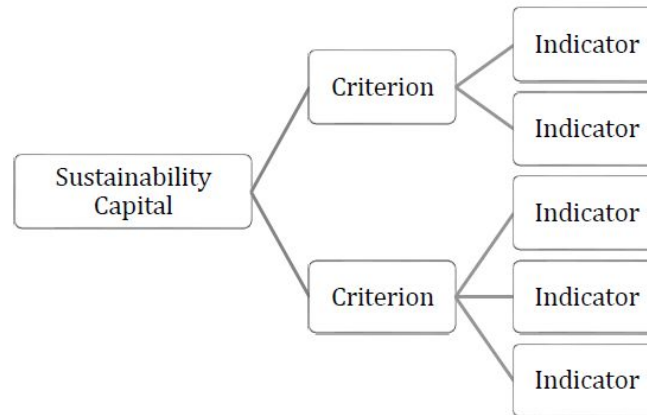 Sustainability
Capital
Criterion
Indicator
Indicator
Criterion
Indicator
Indicator
Indicator